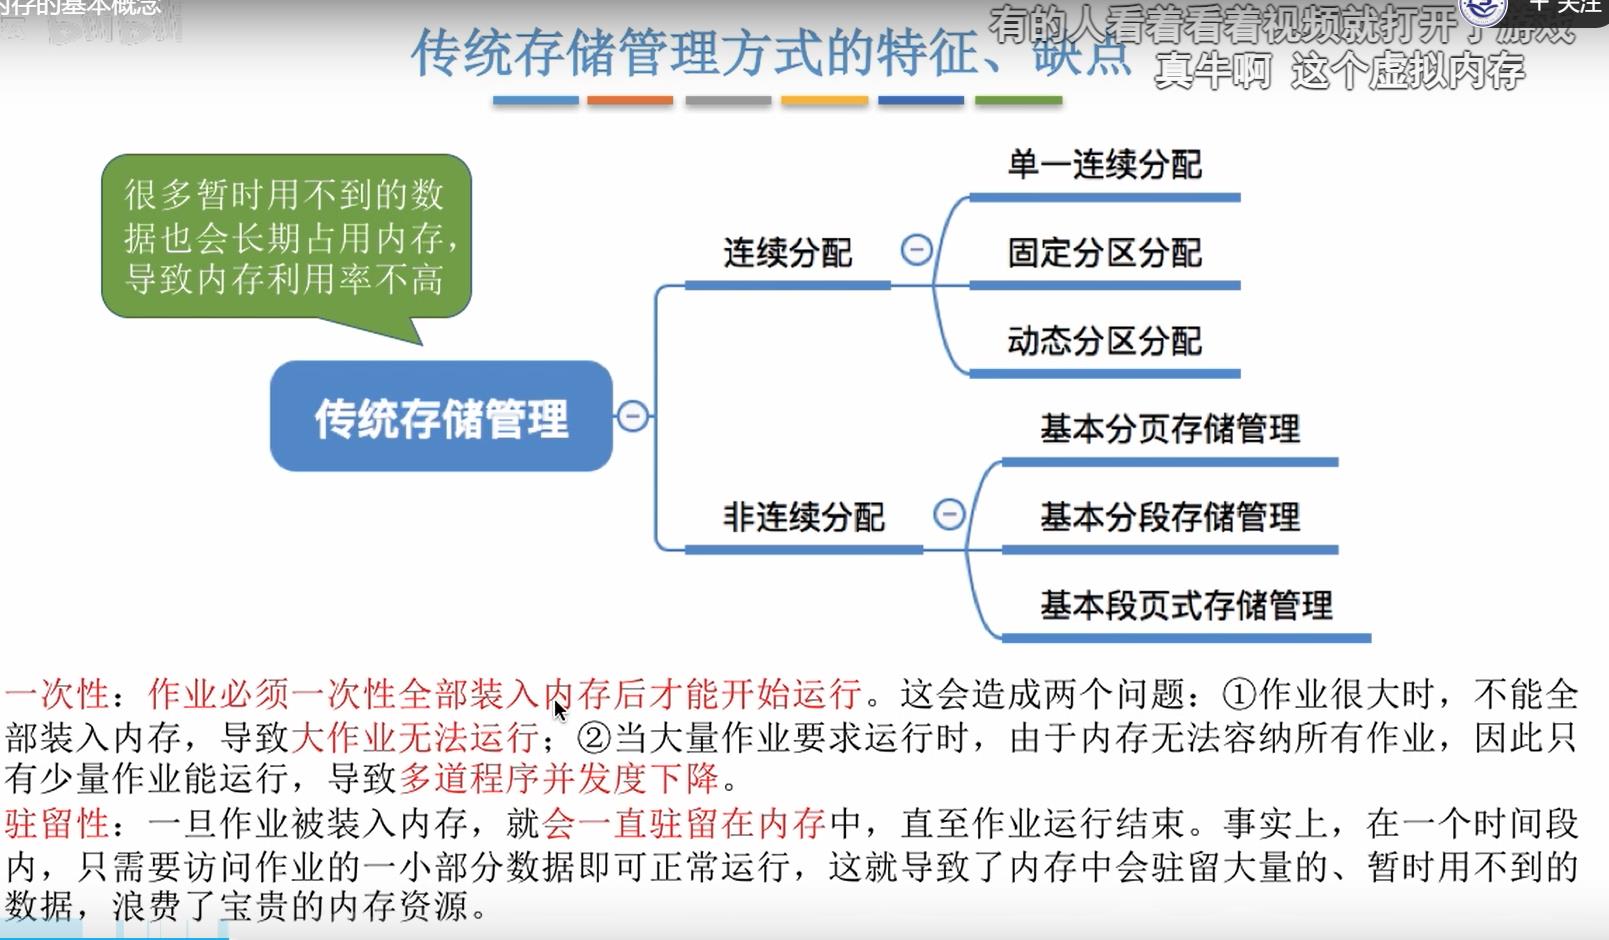 内存的基本概念
关注
有的人看着看着视频就打开了游戏
传统存储管理方式的特征、缺点
真牛啊 这个虚拟内存
很多暂时用不到的数
据也会长期占用内存,
导致内存利用率不高
传统存储管理
连续分配
单一连续分配
固定分区分配
动态分区分配
非连续分配
基本分页存储管理
基本分段存储管理
基本段页式存储管理
一次性：作业必须一次性全部装入内存后才能开始运行。这会造成两个问题：①作业很大时，不能全
部装入内存，导致大作业无法运行；②当大量作业要求运行时，由于内存无法容纳所有作业，因此只
有少量作业能运行，导致多道程序并发度下降。
驻留性：一旦作业被装入内存，就会一直驻留在内存中，直至作业运行结束。事实上，在一个时间段
内，只需要访问作业的一小部分数据即可正常运行，这就导致了内存中会驻留大量的、暂时用不到的
数据，浪费了宝贵的内存资源。